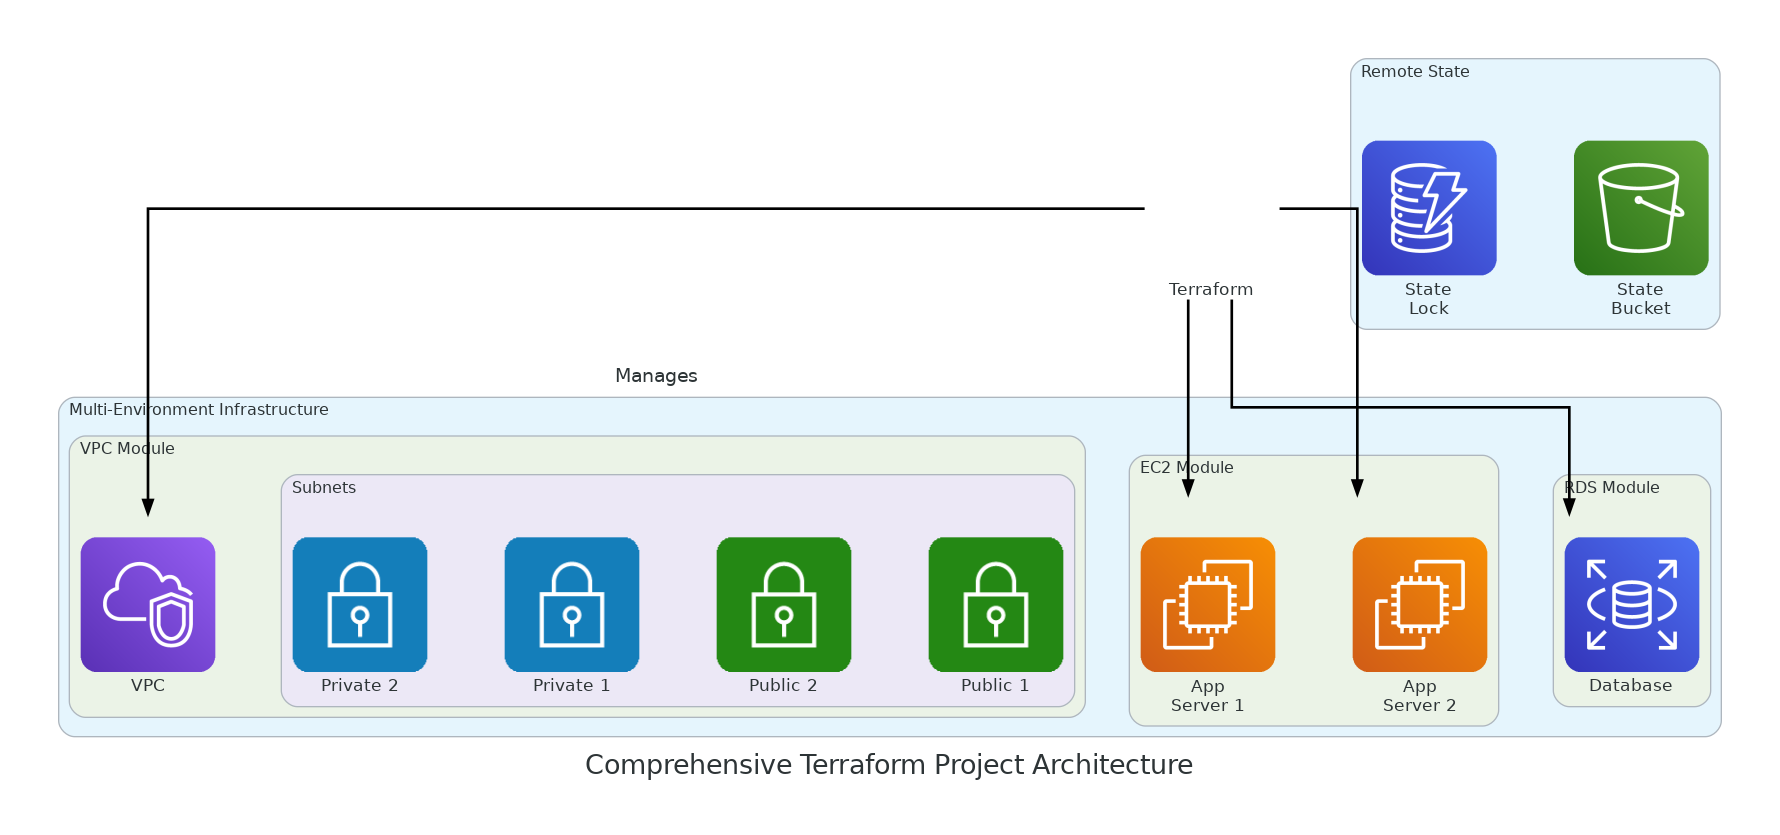 Remote State
State
Lock
State
Bucket
Terraform
Manages
Multi-Environment Infrastructure
VPC Module
Subnets
EC2 Module
RDS Module
VPC
Private 2
Private 1
Public 2
Public 1
App
Server 1
App
Server 2
Database
Comprehensive Terraform Project Architecture